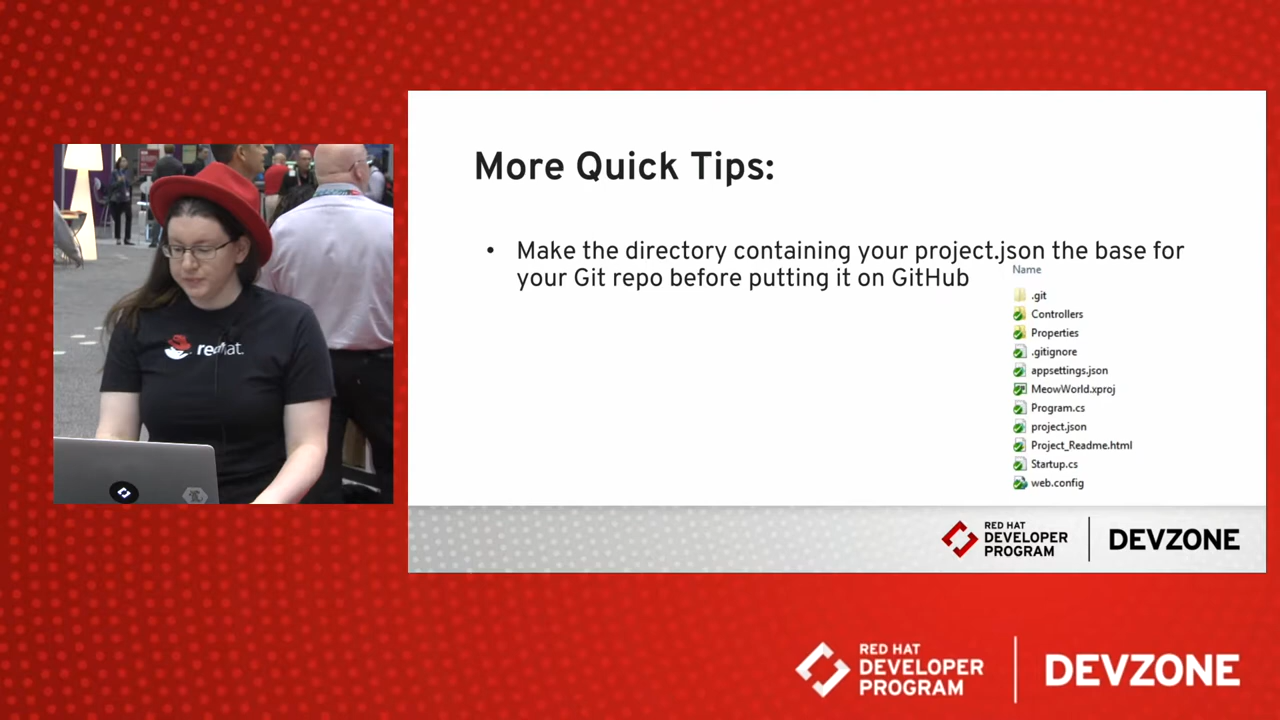 More Quick Tips:
• Make the directory containing your project.json the base for
your Git repo before putting it on GitHub
Name
.git
Controllers
Properties
.gitignore
appsettings.json
MeowWorld.xproj
Program.cs
project.json
Project_Readme.html
Startup.cs
web.config
redhat.
RED HAT
DEVELOPER
PROGRAM
DEVZONE
RED HAT
DEVELOPER
PROGRAM
DEVZONE